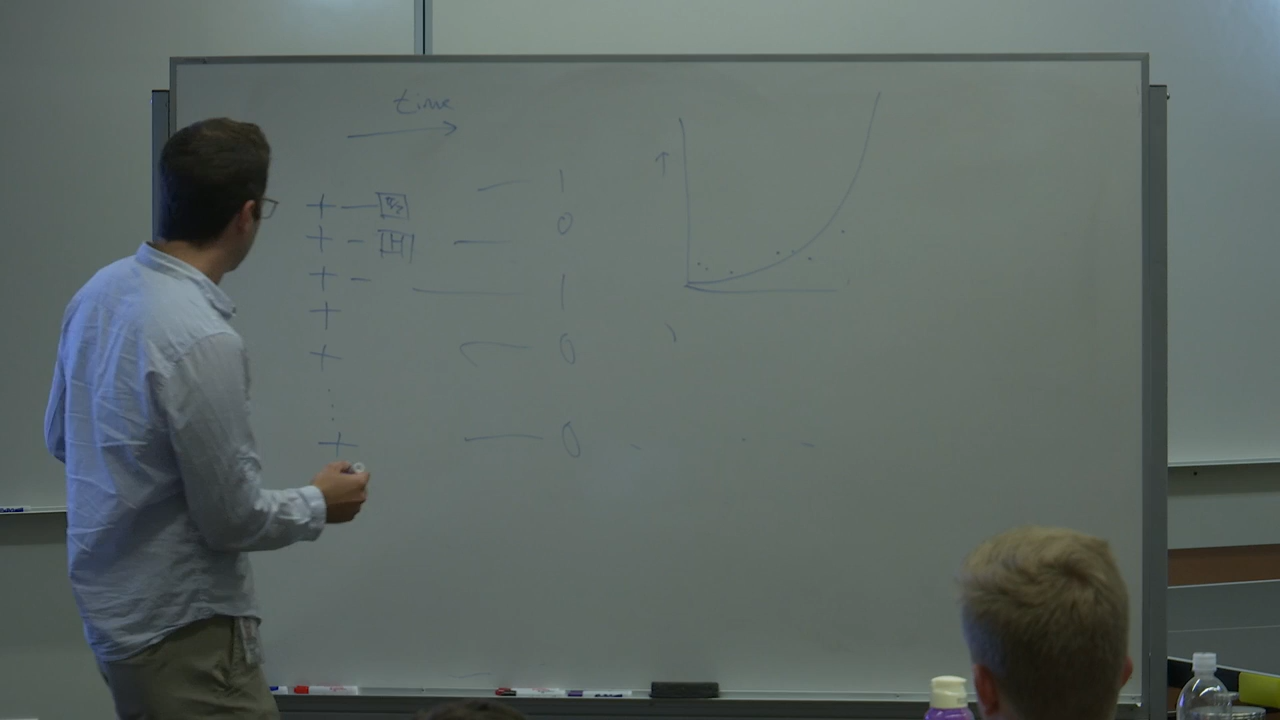 time
+ — — 1
+ - H — 0
+ - — 1
+
+ — 0
+ — 0